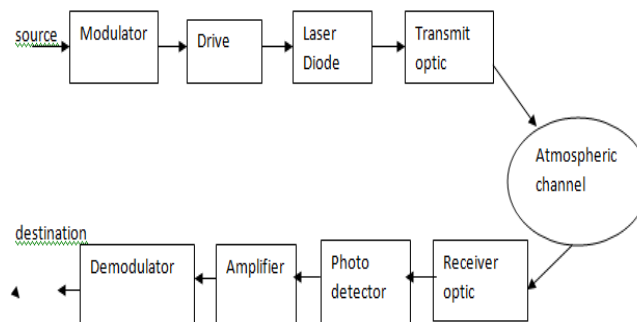 source
Modulator
Drive
Laser
Diode
Transmit
optic
Atmospheric
channel
destination
Demodulator
Amplifier
Photo
detector
Receiver
optic